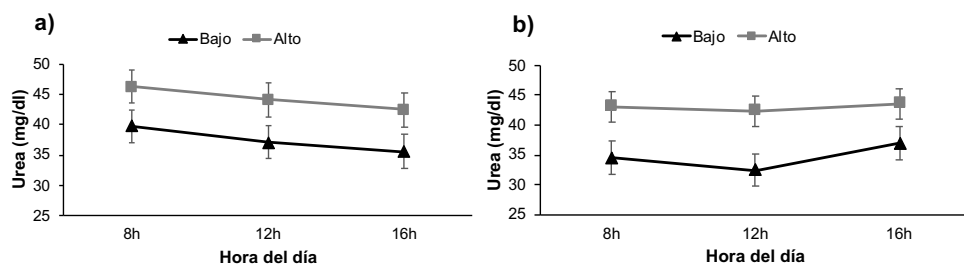 a)
Bajo Alto
Urea (mg/dl)
50
45
40
35
30
25
8h 12h 16h
Hora del día
b)
Bajo Alto
Urea (mg/dl)
50
45
40
35
30
25
8h 12h 16h
Hora del día